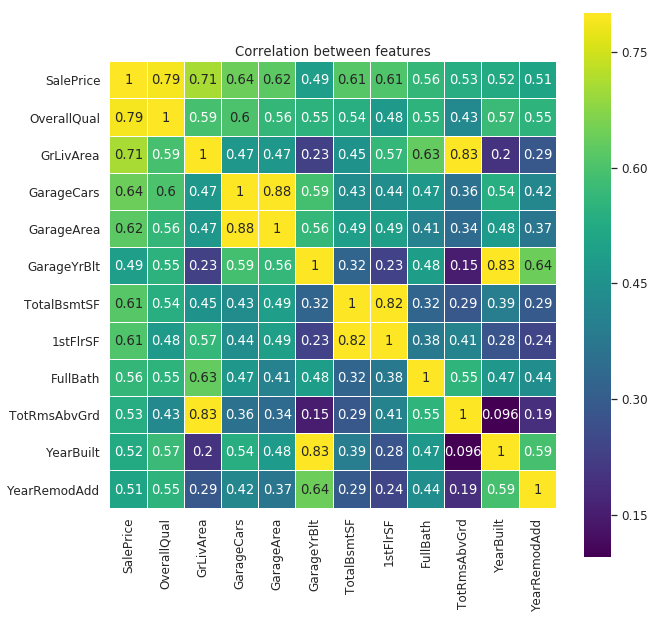 Correlation between features
SalePrice 1 0.79 0.71 0.64 0.62 0.49 0.61 0.61 0.56 0.53 0.52 0.51
OverallQual 0.79 1 0.59 0.6 0.56 0.55 0.54 0.48 0.55 0.43 0.57 0.55
GrLivArea 0.71 0.59 1 0.47 0.47 0.23 0.45 0.57 0.63 0.83 0.2 0.29
GarageCars 0.64 0.6 0.47 1 0.88 0.59 0.43 0.44 0.47 0.36 0.54 0.42
GarageArea 0.62 0.56 0.47 0.88 1 0.56 0.49 0.49 0.41 0.34 0.48 0.37
GarageYrBlt 0.49 0.55 0.23 0.59 0.56 1 0.32 0.23 0.48 0.15 0.83 0.64
TotalBsmtSF 0.61 0.54 0.45 0.43 0.49 0.32 1 0.82 0.32 0.29 0.39 0.29
1stFlrSF 0.61 0.48 0.57 0.44 0.49 0.23 0.82 1 0.38 0.41 0.28 0.24
FullBath 0.56 0.55 0.63 0.47 0.41 0.48 0.32 0.38 1 0.55 0.47 0.44
TotRmsAbvGrd 0.53 0.43 0.83 0.36 0.34 0.15 0.29 0.41 0.55 1 0.096 0.19
YearBuilt 0.52 0.57 0.2 0.54 0.48 0.83 0.39 0.28 0.47 0.096 1 0.59
YearRemodAdd 0.51 0.55 0.29 0.42 0.37 0.64 0.29 0.24 0.44 0.19 0.59 1
SalePrice
OverallQual
GrLivArea
GarageCars
GarageArea
GarageYrBlt
TotalBsmtSF
1stFlrSF
FullBath
TotRmsAbvGrd
YearBuilt
YearRemodAdd
0.75
0.60
0.45
0.30
0.15